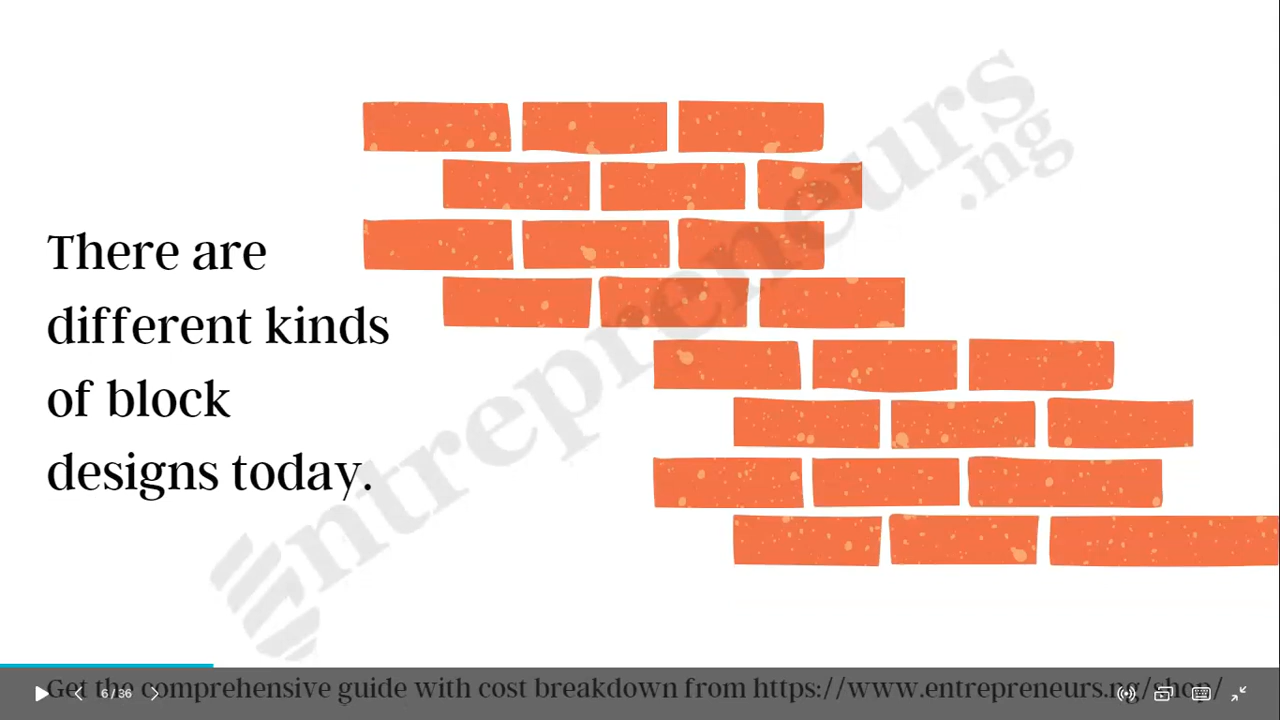 There are
different kinds
of block
designs today.
entrepreneurs
.ng
6 / 36
Get the comprehensive guide with cost breakdown from https://www.entrepreneurs.ng/shop/